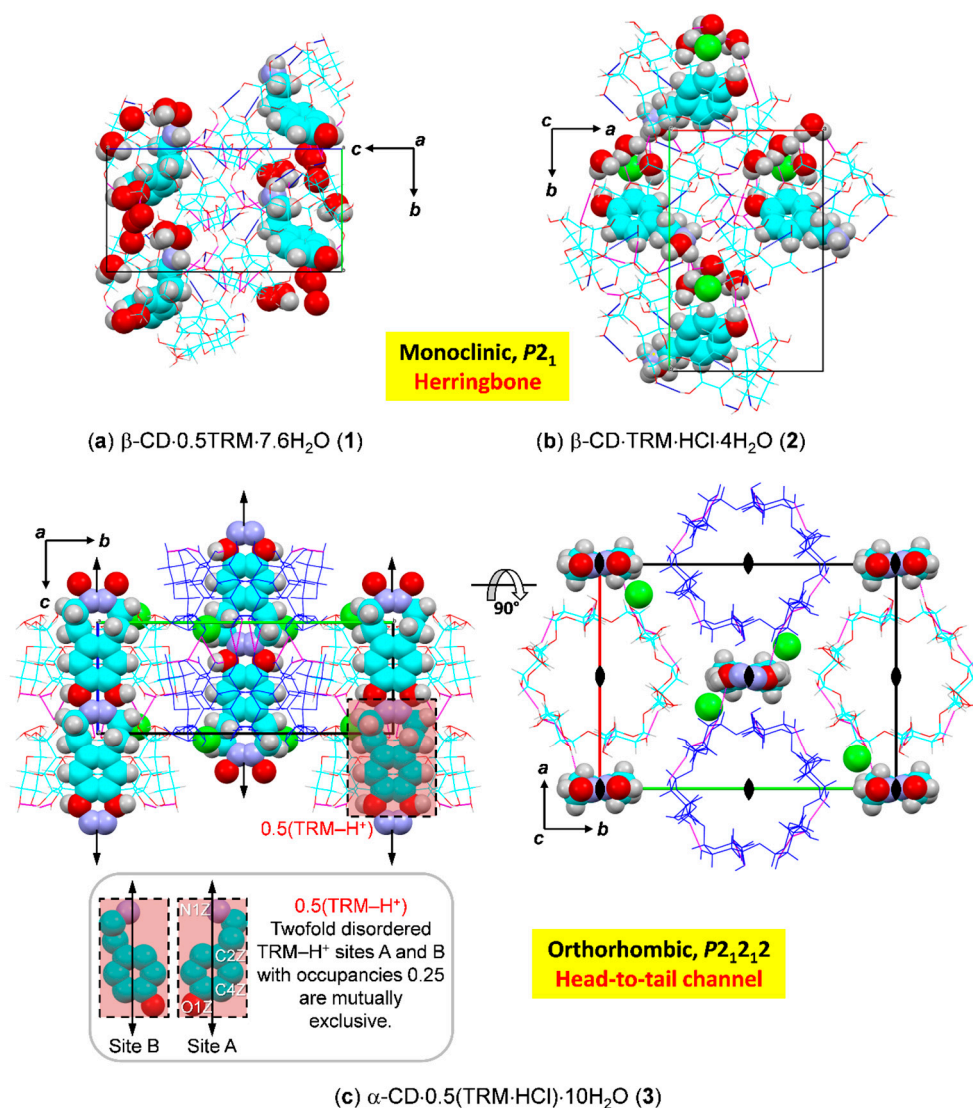 c
a
b
c
a
b
Monoclinic, P2₁
Herringbone
(a) β-CD·0.5TRM·7.6H₂O (1)
(b) β-CD·TRM·HCl·4H₂O (2)
a
b
c
90°
0.5(TRM–H⁺)
a
c
b
N1Z
C2Z
C4Z
O1Z
Site B
Site A
0.5(TRM–H⁺)
Twofold disordered
TRM–H⁺ sites A and B
with occupancies 0.25
are mutually
exclusive.
Orthorhombic, P2₁2₁2
Head-to-tail channel
(c) α-CD·0.5(TRM·HCl)·10H₂O (3)